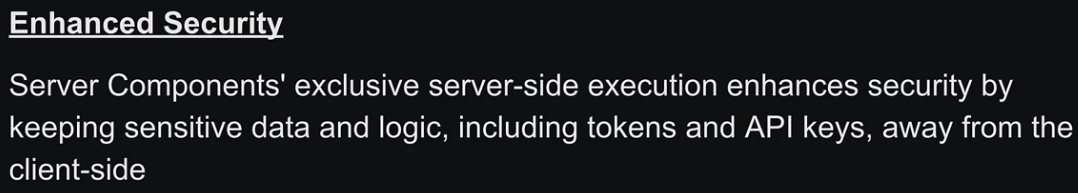 Enhanced Security
Server Components' exclusive server-side execution enhances security by
keeping sensitive data and logic, including tokens and API keys, away from the
client-side